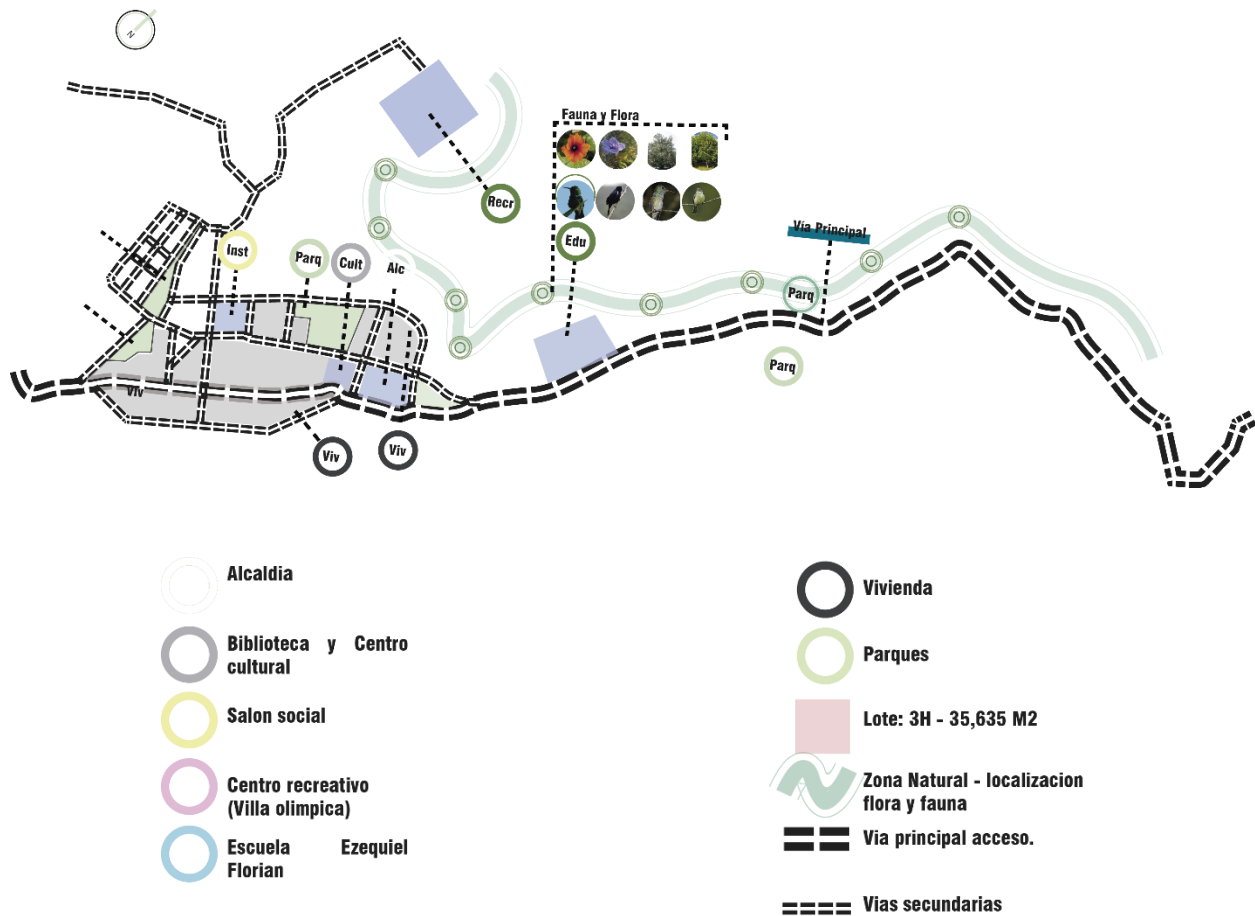 N
Fauna y Flora
Recr
Edu
Via Principal
Inst
Parq
Cult
Alc
Parq
Parq
Viv
Viv
Viv
Alcaldia
Biblioteca y Centro
cultural
Salon social
Centro recreativo
(Villa olimpica)
Escuela Ezequiel
Florian
Vivienda
Parques
Lote: 3H - 35,635 M2
Zona Natural - localizacion
flora y fauna
Via principal acceso.
Vias secundarias